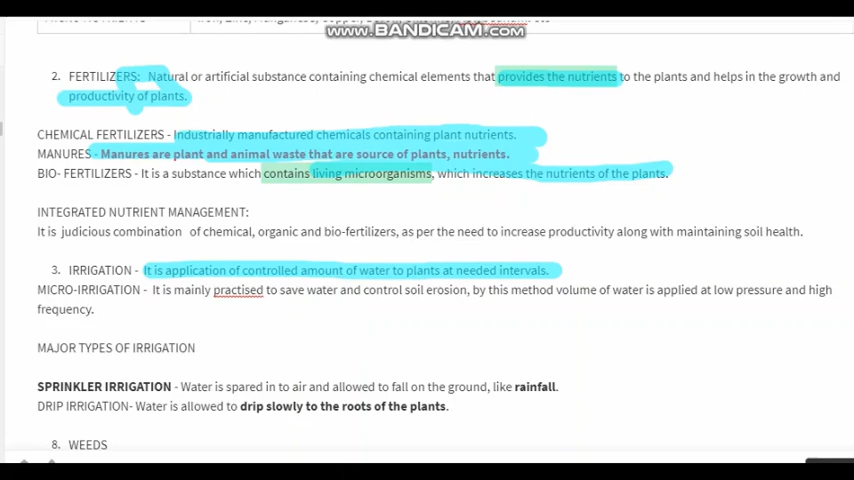 WWW.BANDICAM.COM
2. FERTILIZERS: Natural or artificial substance containing chemical elements that provides the nutrients to the plants and helps in the growth and
productivity of plants.
CHEMICAL FERTILIZERS - Industrially manufactured chemicals containing plant nutrients.
MANURES - Manures are plant and animal waste that are source of plants, nutrients.
BIO- FERTILIZERS - It is a substance which contains living microorganisms, which increases the nutrients of the plants.
INTEGRATED NUTRIENT MANAGEMENT:
It is judicious combination of chemical, organic and bio-fertilizers, as per the need to increase productivity along with maintaining soil health.
3. IRRIGATION - It is application of controlled amount of water to plants at needed intervals.
MICRO-IRRIGATION - It is mainly practised to save water and control soil erosion, by this method volume of water is applied at low pressure and high
frequency.
MAJOR TYPES OF IRRIGATION
SPRINKLER IRRIGATION - Water is spared in to air and allowed to fall on the ground, like rainfall.
DRIP IRRIGATION- Water is allowed to drip slowly to the roots of the plants.
8. WEEDS